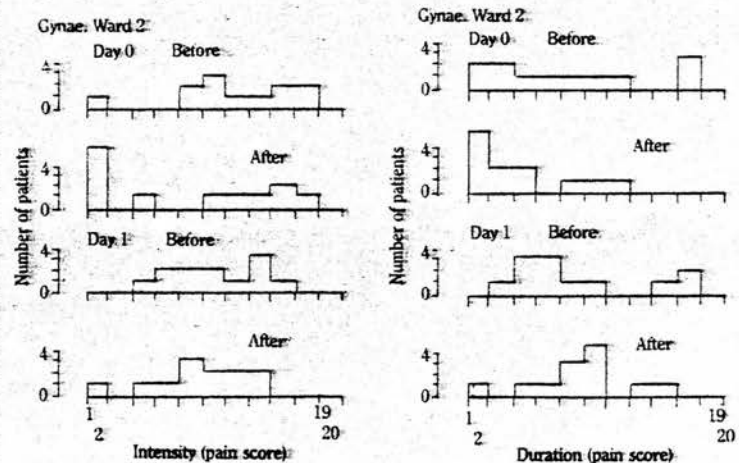 Gynae. Ward 2
Day 0 Before
4
0
After
4
0
Day 1 Before
4
0
After
4
0
1 19
2 20
Intensity (pain score)
Number of patients
Gynae. Ward 2
Day 0 Before
4
0
After
4
0
Day 1 Before
4
0
After
4
0
1 19
2 20
Duration (pain score)
Number of patients